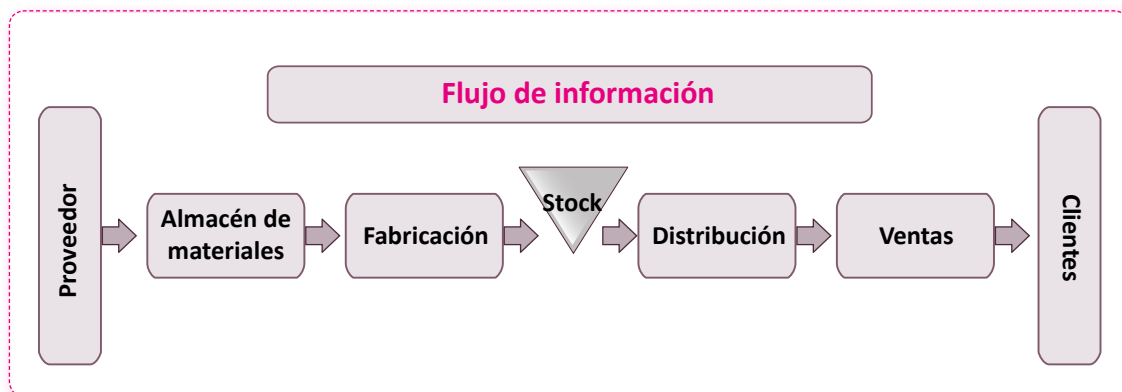 Flujo de información
Proveedor
Almacén de
materiales
Fabricación
Stock
Distribución
Ventas
Clientes